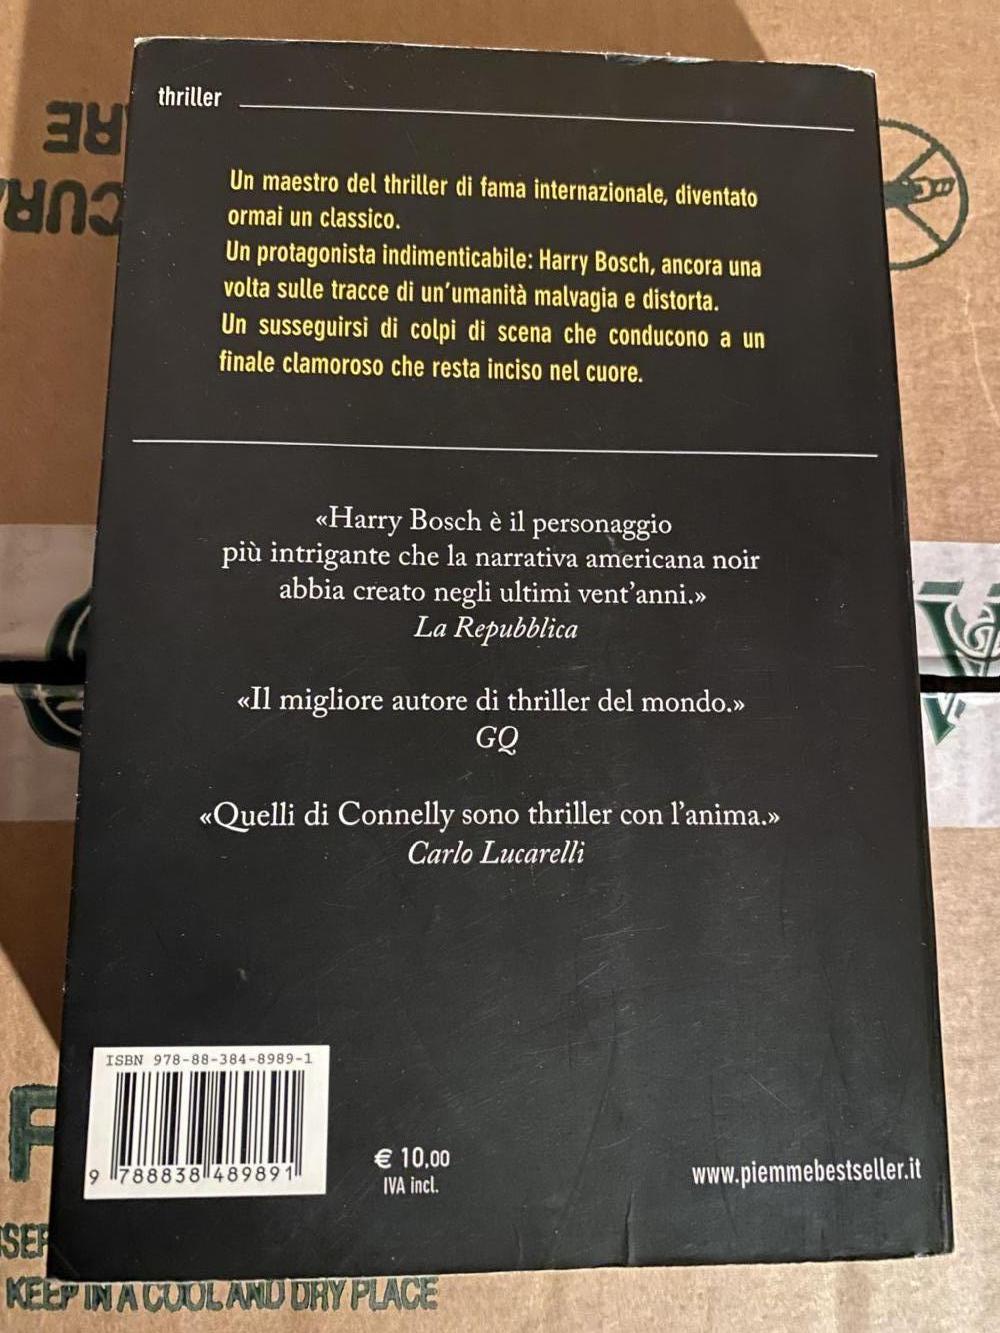 thriller
Un maestro del thriller di fama internazionale, diventato
ormai un classico.
Un protagonista indimenticabile: Harry Bosch, ancora una
volta sulle tracce di un'umanità malvagia e distorta.
Un susseguirsi di colpi di scena che conducono a un
finale clamoroso che resta inciso nel cuore.
«Harry Bosch è il personaggio
più intrigante che la narrativa americana noir
abbia creato negli ultimi vent'anni.»
La Repubblica
«Il migliore autore di thriller del mondo.»
GQ
«Quelli di Connelly sono thriller con l'anima.»
Carlo Lucarelli
ISBN 978-88-384-8989-1
9 788838 489891
€ 10,00
IVA incl.
www.piemmebestseller.it
KEEP IN A COOL AND DRY PLACE